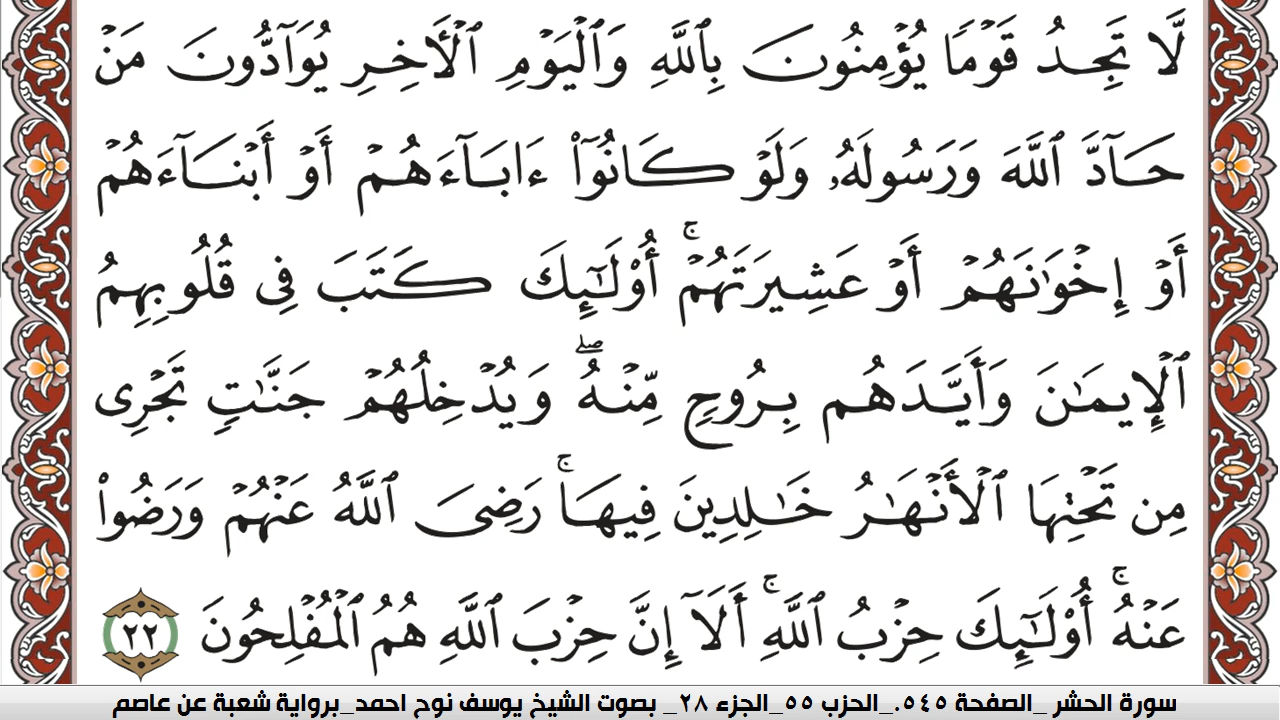 لَّا تَجِدُ قَوْمًا يُؤْمِنُونَ بِٱللَّهِ وَٱلْيَوْمِ ٱلْأَخِرِ يُوَآدُّونَ مَنْ
حَآدَّ ٱللَّهَ وَرَسُولَهُۥ وَلَوْ كَانُوٓا۟ ءَابَآءَهُمْ أَوْ أَبْنَآءَهُمْ
أَوْ إِخْوَٰنَهُمْ أَوْ عَشِيرَتَهُمْ ۚ أُو۟لَٰٓئِكَ كَتَبَ فِى قُلُوبِهِمُ
ٱلْإِيمَٰنَ وَأَيَّدَهُم بِرُوحٍ مِّنْهُ ۖ وَيُدْخِلُهُمْ جَنَّٰتٍ تَجْرِى
مِن تَحْتِهَا ٱلْأَنْهَٰرُ خَٰلِدِينَ فِيهَا ۚ رَضِىَ ٱللَّهُ عَنْهُمْ وَرَضُوا۟
عَنْهُ ۚ أُو۟لَٰٓئِكَ حِزْبُ ٱللَّهِ ۚ أَلَآ إِنَّ حِزْبَ ٱللَّهِ هُمُ ٱلْمُفْلِحُونَ ٢٢
سورة الحشر _الصفحة ٥٤٥._الحزب ٥٥_الجزء ٢٨_ بصوت الشيخ يوسف نوح احمد_برواية شعبة عن عاصم